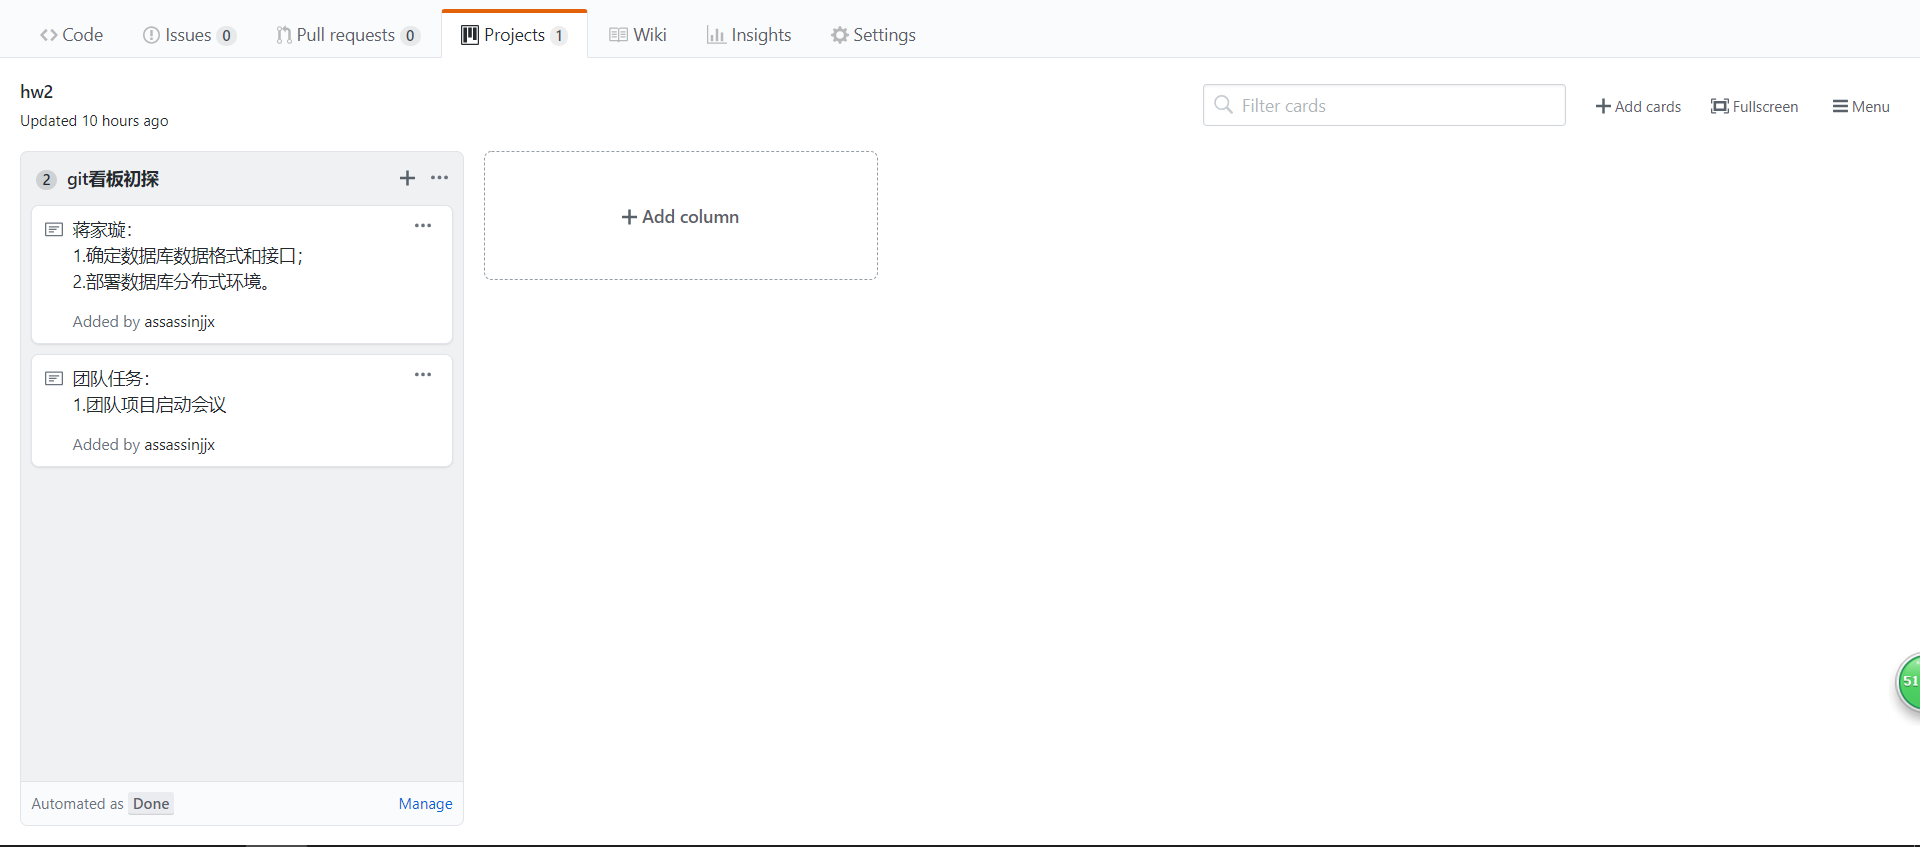 Code Issues 0 Pull requests 0 Projects 1 Wiki Insights Settings
hw2
Updated 10 hours ago
Filter cards
Add cards Fullscreen Menu
2 git看板初探
蒋家璇：
1.确定数据库数据格式和接口；
2.部署数据库分布式环境。
Added by assassinjjx
团队任务：
1.团队项目启动会议
Added by assassinjjx
Automated as Done Manage
Add column
51